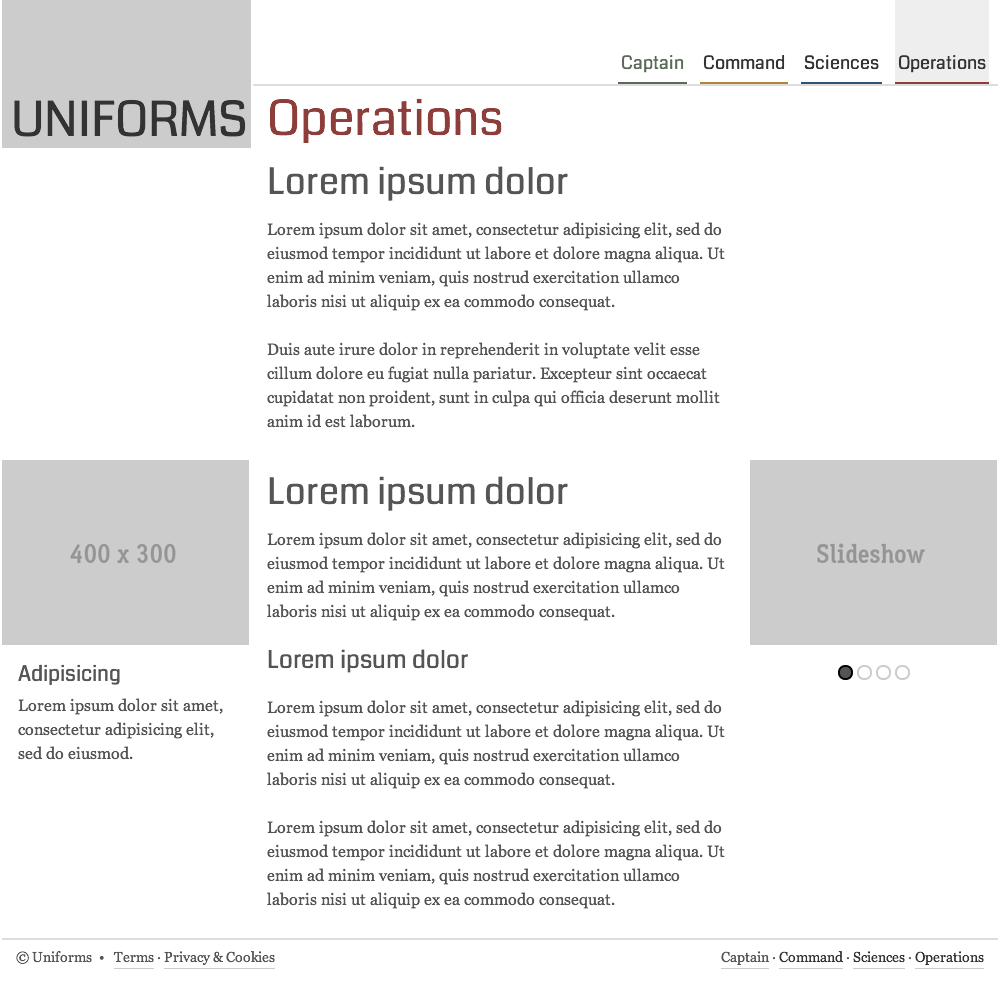 UNIFORMS
Captain Command Sciences Operations
Operations
Lorem ipsum dolor
Lorem ipsum dolor sit amet, consectetur adipisicing elit, sed do
eiusmod tempor incididunt ut labore et dolore magna aliqua. Ut
enim ad minim veniam, quis nostrud exercitation ullamco
laboris nisi ut aliquip ex ea commodo consequat.
Duis aute irure dolor in reprehenderit in voluptate velit esse
cillum dolore eu fugiat nulla pariatur. Excepteur sint occaecat
cupidatat non proident, sunt in culpa qui officia deserunt mollit
anim id est laborum.
400 x 300
Adipisicing
Lorem ipsum dolor sit amet,
consectetur adipisicing elit,
sed do eiusmod.
Lorem ipsum dolor
Lorem ipsum dolor sit amet, consectetur adipisicing elit, sed do
eiusmod tempor incididunt ut labore et dolore magna aliqua. Ut
enim ad minim veniam, quis nostrud exercitation ullamco
laboris nisi ut aliquip ex ea commodo consequat.
Lorem ipsum dolor
Lorem ipsum dolor sit amet, consectetur adipisicing elit, sed do
eiusmod tempor incididunt ut labore et dolore magna aliqua. Ut
enim ad minim veniam, quis nostrud exercitation ullamco
laboris nisi ut aliquip ex ea commodo consequat.
Lorem ipsum dolor sit amet, consectetur adipisicing elit, sed do
eiusmod tempor incididunt ut labore et dolore magna aliqua. Ut
enim ad minim veniam, quis nostrud exercitation ullamco
laboris nisi ut aliquip ex ea commodo consequat.
Slideshow
© Uniforms • Terms · Privacy & Cookies
Captain · Command · Sciences · Operations